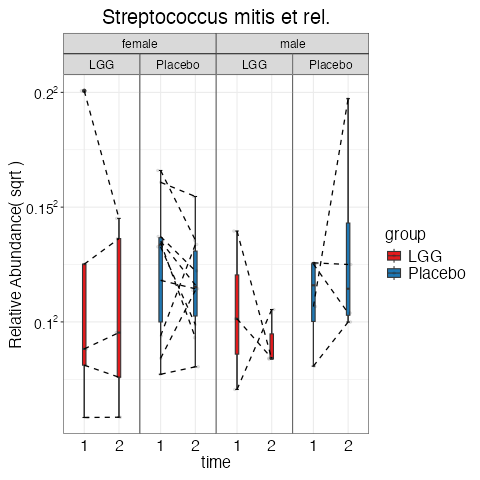 Streptococcus mitis et rel.
female male
LGG Placebo LGG Placebo
0.2²
0.15²
0.1²
Relative Abundance( sqrt )
1 2 1 2 1 2 1 2
time
group
LGG
Placebo